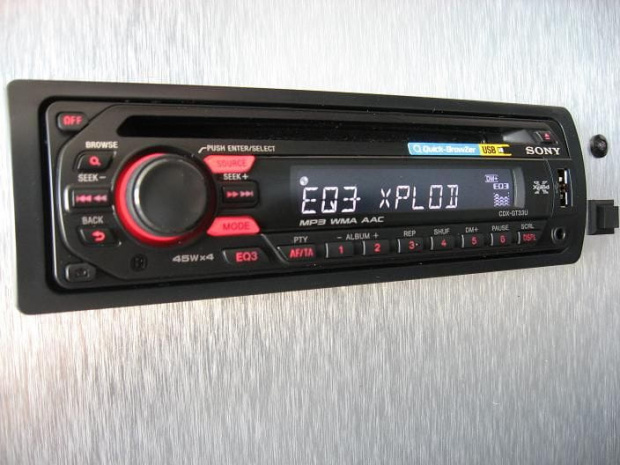 OFF
Quick-BrowZer USB
SONY
BROWSE
PUSH ENTER/SELECT
SOURCE
SEEK−
SEEK+
EQ3 XPLOD
DM+
EQ3
MP3 WMA AAC
CDX-GT33U
BACK
MODE
45W×4
EQ3
PTY
− ALBUM +
REP
SHUF
DM+
PAUSE
SCRL
AF/TA
1
2
3
4
5
6
DSPL